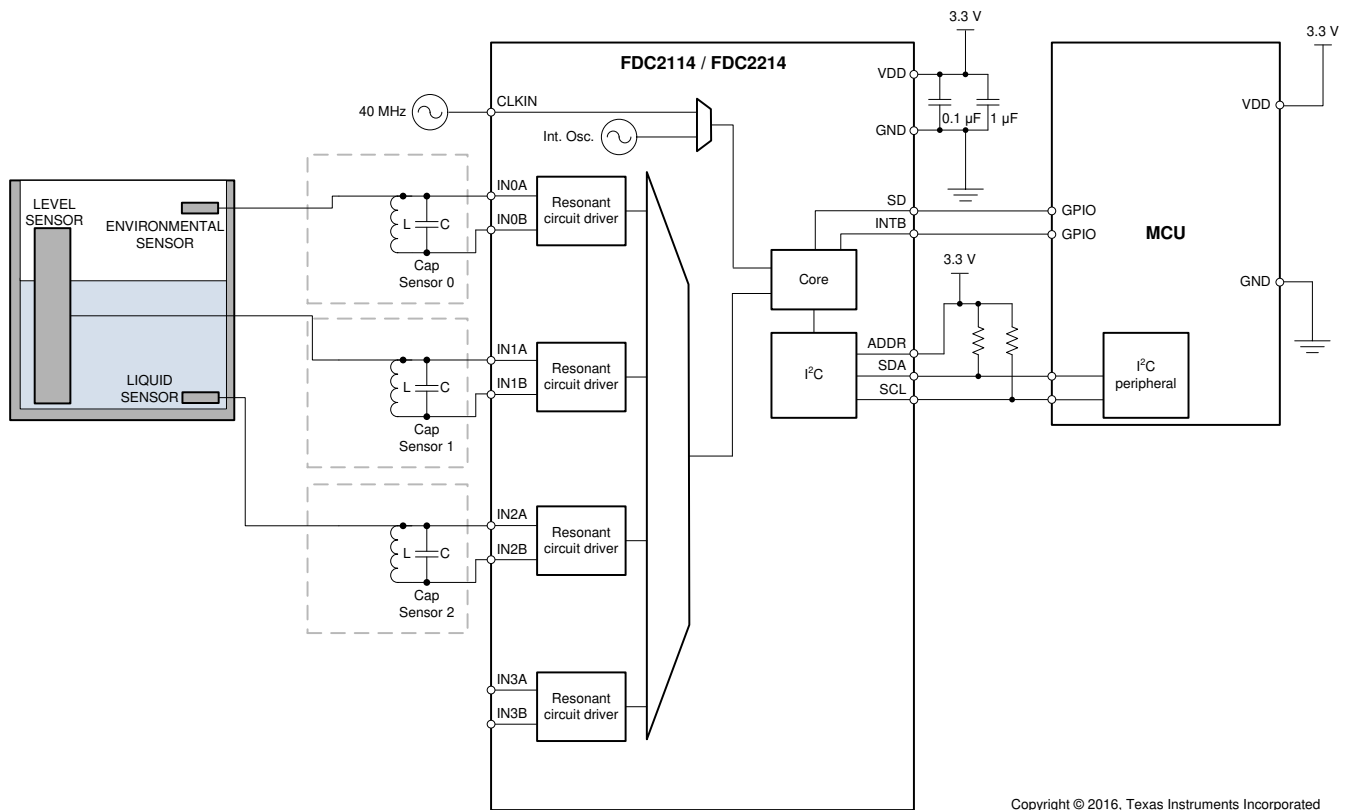 FDC2114 / FDC2214
3.3 V
3.3 V
VDD
VDD
0.1 µF
1 µF
GND
40 MHz
CLKIN
Int. Osc.
LEVEL
SENSOR
ENVIRONMENTAL
SENSOR
LIQUID
SENSOR
L
C
Cap
Sensor 0
IN0A
IN0B
Resonant
circuit driver
L
C
Cap
Sensor 1
IN1A
IN1B
Resonant
circuit driver
L
C
Cap
Sensor 2
IN2A
IN2B
Resonant
circuit driver
IN3A
IN3B
Resonant
circuit driver
Core
I²C
SD
INTB
3.3 V
ADDR
SDA
SCL
GPIO
GPIO
MCU
GND
I²C
peripheral
Copyright © 2016, Texas Instruments Incorporated